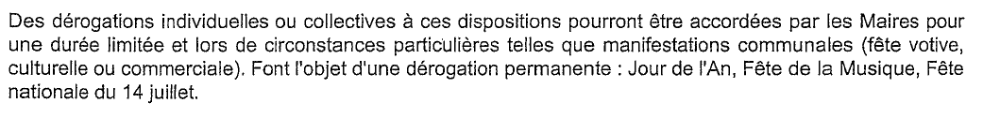 Des dérogations individuelles ou collectives à ces dispositions pourront être accordées par les Maires pour
une durée limitée et lors de circonstances particulières telles que manifestations communales (fête votive,
culturelle ou commerciale). Font l'objet d'une dérogation permanente : Jour de l'An, Fête de la Musique, Fête
nationale du 14 juillet.